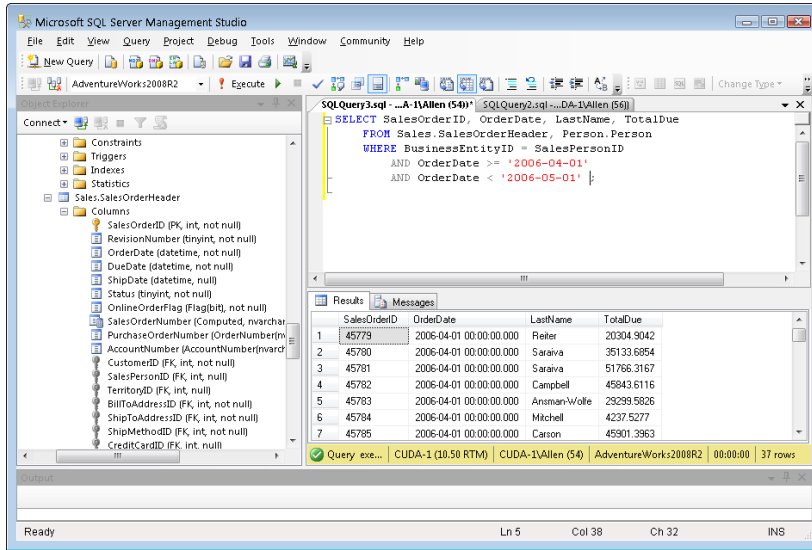 Microsoft SQL Server Management Studio
File Edit View Query Project Debug Tools Window Community Help
New Query
AdventureWorks2008R2 Execute Change Type
Object Explorer
Connect
Constraints
Triggers
Indexes
Statistics
Sales.SalesOrderHeader
Columns
SalesOrderID (PK, int, not null)
RevisionNumber (tinyint, not null)
OrderDate (datetime, not null)
DueDate (datetime, not null)
ShipDate (datetime, null)
Status (tinyint, not null)
OnlineOrderFlag (Flag(bit), not null)
SalesOrderNumber (Computed, nvarchar
PurchaseOrderNumber (OrderNumber(nv
AccountNumber (AccountNumber(nvarch
CustomerID (FK, int, not null)
SalesPersonID (FK, int, null)
TerritoryID (FK, int, null)
BillToAddressID (FK, int, not null)
ShipToAddressID (FK, int, not null)
ShipMethodID (FK, int, not null)
CreditCardID (FK, int, null)
SQLQuery3.sql - ...A-1\Allen (54))* SQLQuery2.sql -...DA-1\Allen (56))
SELECT SalesOrderID, OrderDate, LastName, TotalDue
FROM Sales.SalesOrderHeader, Person.Person
WHERE BusinessEntityID = SalesPersonID
AND OrderDate >= '2006-04-01'
AND OrderDate < '2006-05-01' ;
Results Messages
SalesOrderID OrderDate LastName TotalDue
1 45779 2006-04-01 00:00:00.000 Reiter 20304.9042
2 45780 2006-04-01 00:00:00.000 Saraiva 35133.6854
3 45781 2006-04-01 00:00:00.000 Saraiva 51766.3167
4 45782 2006-04-01 00:00:00.000 Campbell 45843.6116
5 45783 2006-04-01 00:00:00.000 Ansman-Wolfe 29299.5826
6 45784 2006-04-01 00:00:00.000 Mitchell 4237.5277
7 45785 2006-04-01 00:00:00.000 Carson 45901.3963
Query exe... CUDA-1 (10.50 RTM) CUDA-1\Allen (54) AdventureWorks2008R2 00:00:00 37 rows
Output
Ready Ln 5 Col 38 Ch 32 INS